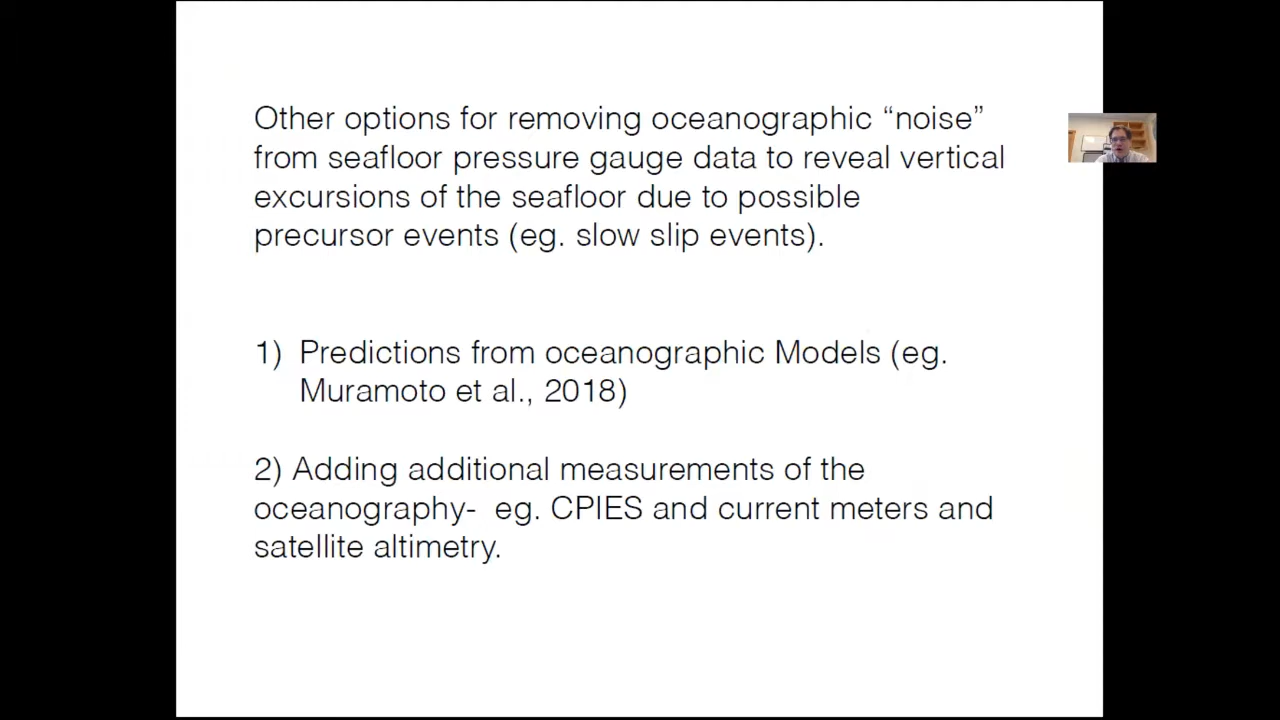 Other options for removing oceanographic “noise”
from seafloor pressure gauge data to reveal vertical
excursions of the seafloor due to possible
precursor events (eg. slow slip events).
1) Predictions from oceanographic Models (eg.
Muramoto et al., 2018)
2) Adding additional measurements of the
oceanography-  eg. CPIES and current meters and
satellite altimetry.